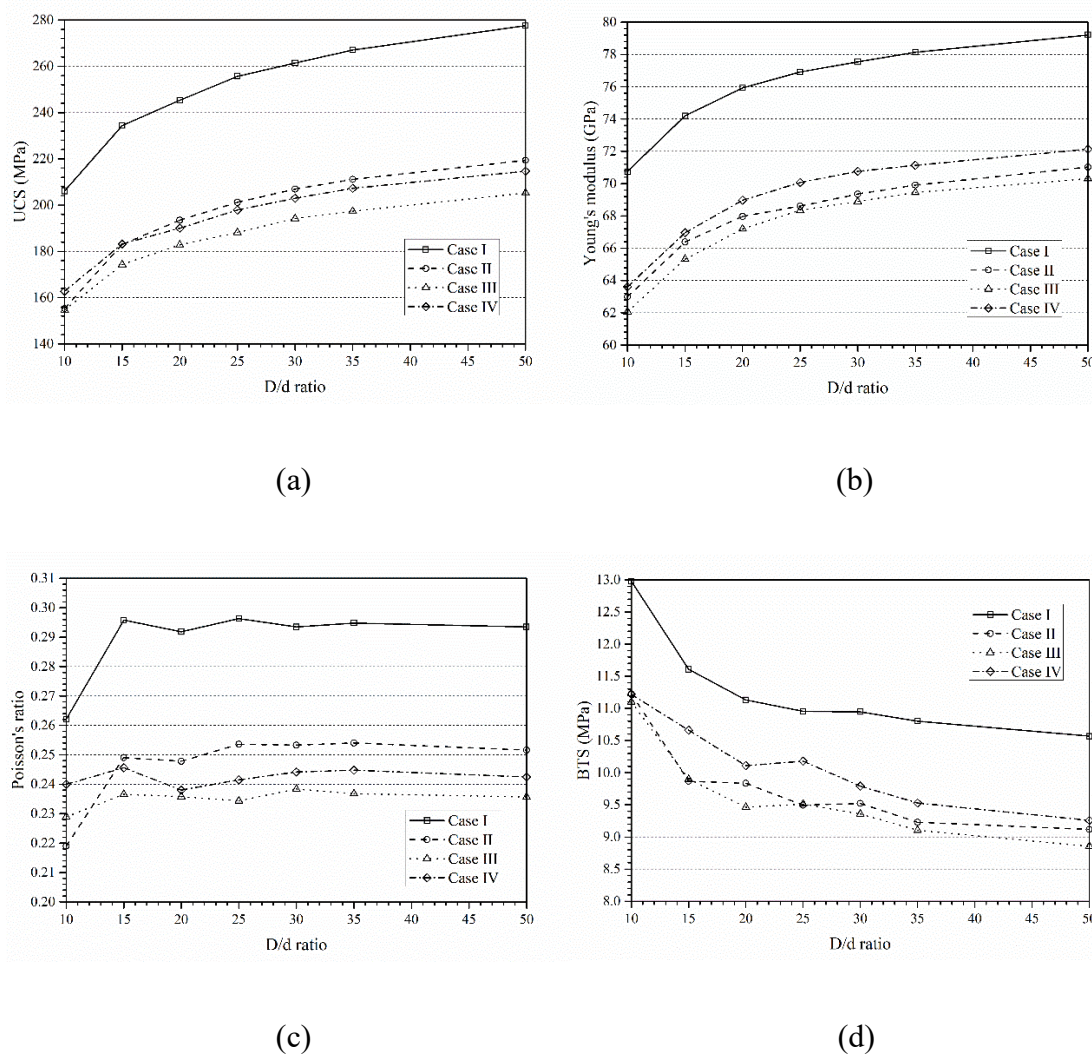 280
260
240
220
200
180
160
140
UCS (MPa)
Case I
Case II
Case III
Case IV
10 15 20 25 30 35 40 45 50
D/d ratio
(a)
80
78
76
74
72
70
68
66
64
62
60
Young's modulus (GPa)
Case I
Case II
Case III
Case IV
10 15 20 25 30 35 40 45 50
D/d ratio
(b)
0.31
0.30
0.29
0.28
0.27
0.26
0.25
0.24
0.23
0.22
0.21
0.20
Poisson's ratio
Case I
Case II
Case III
Case IV
10 15 20 25 30 35 40 45 50
D/d ratio
(c)
13.0
12.5
12.0
11.5
11.0
10.5
10.0
9.5
9.0
8.5
8.0
BTS (MPa)
Case I
Case II
Case III
Case IV
10 15 20 25 30 35 40 45 50
D/d ratio
(d)